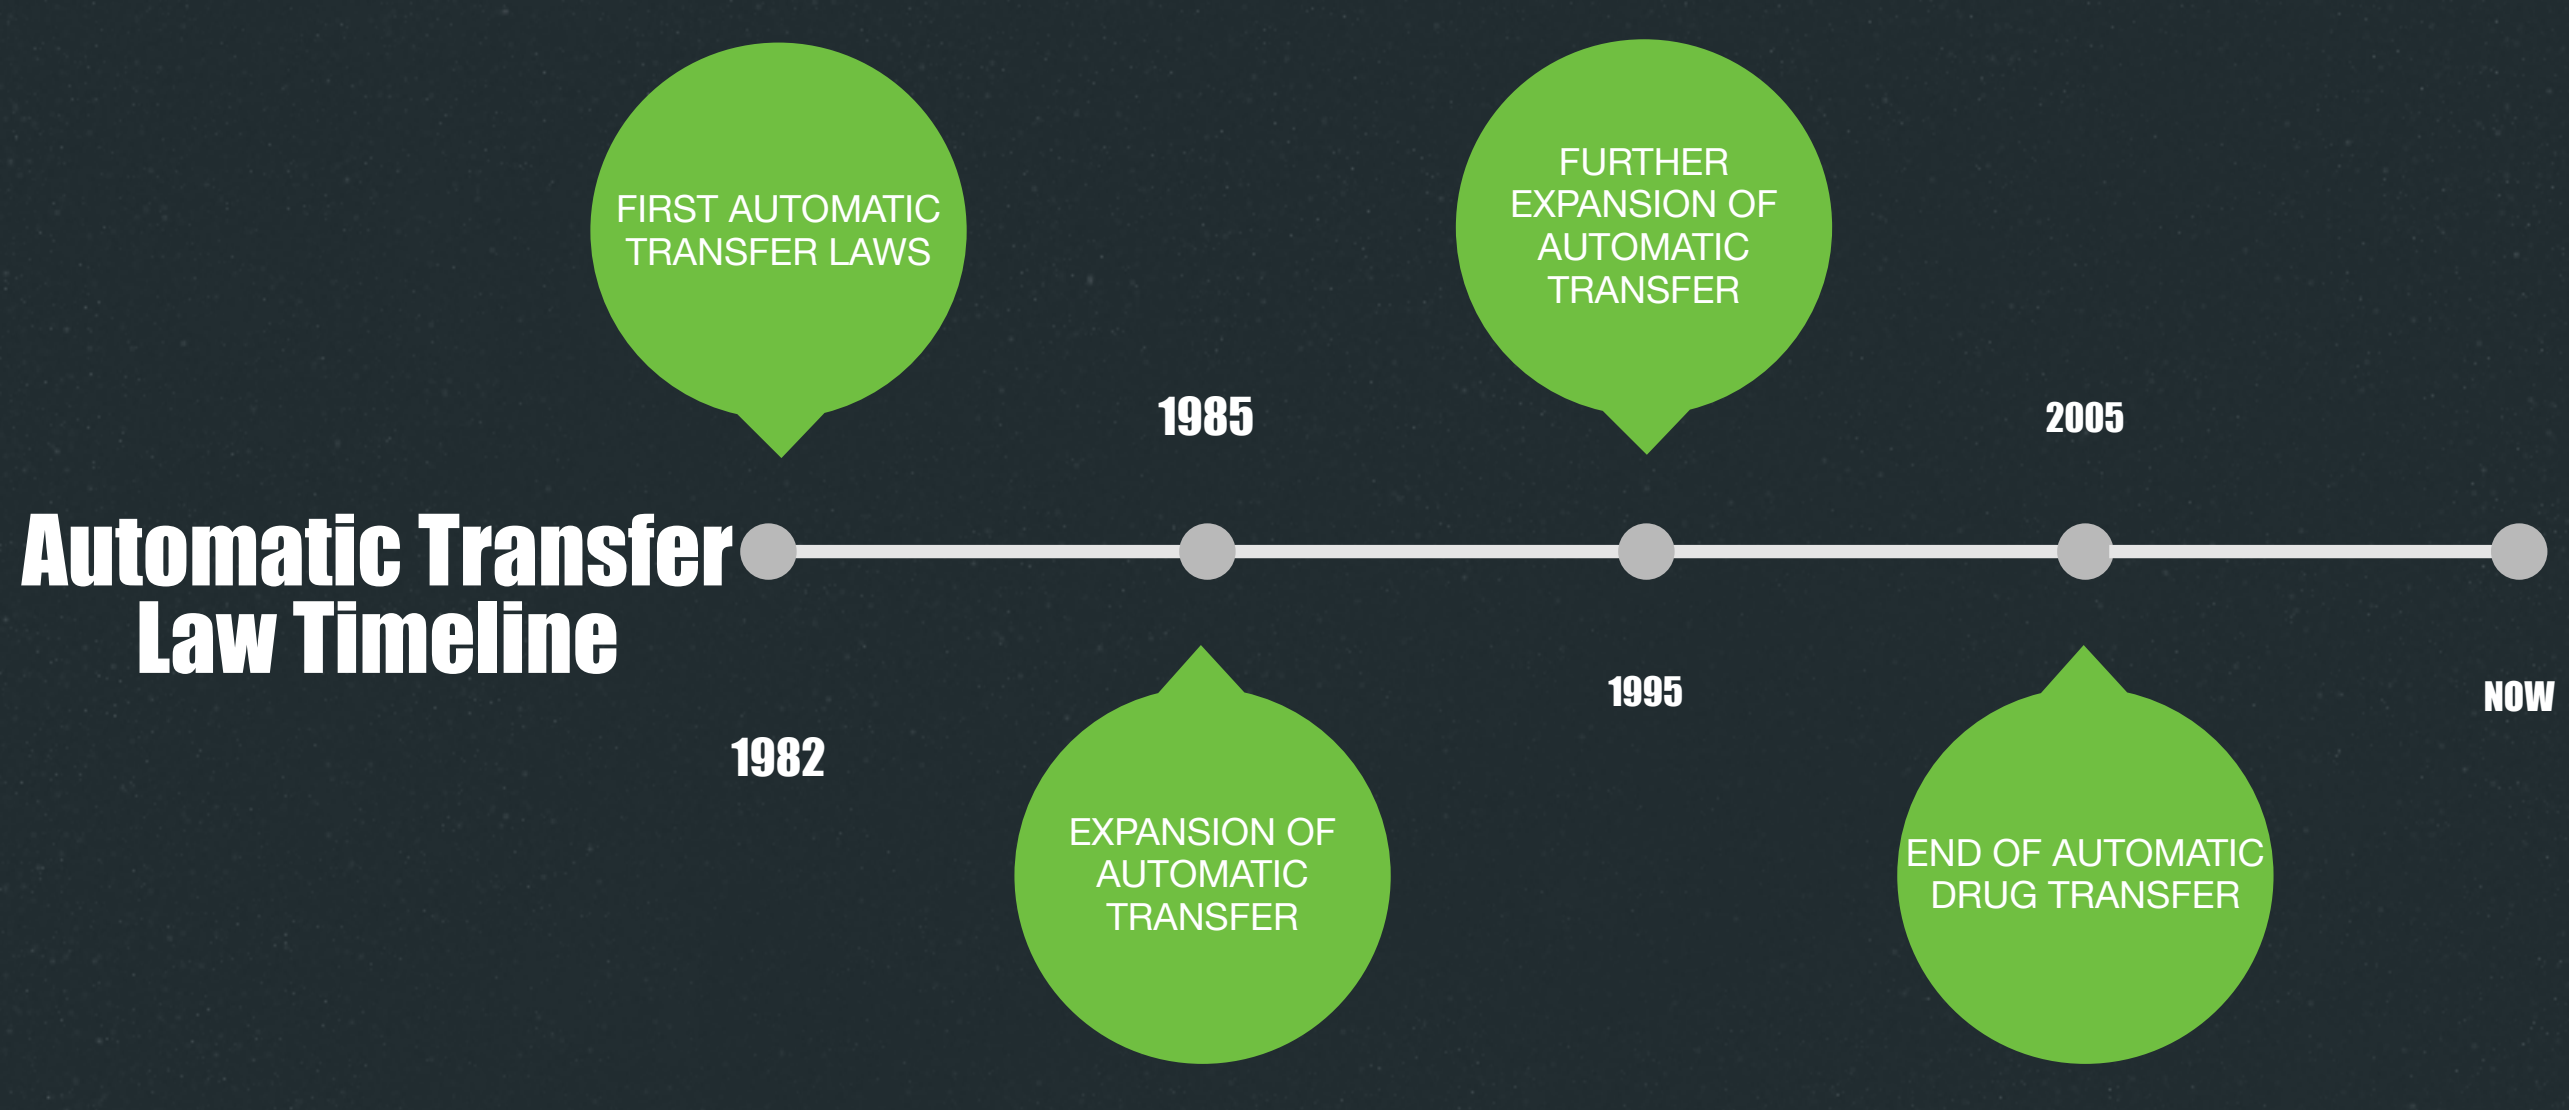 Automatic Transfer
Law Timeline
FIRST AUTOMATIC
TRANSFER LAWS
1982
1985
EXPANSION OF
AUTOMATIC
TRANSFER
FURTHER
EXPANSION OF
AUTOMATIC
TRANSFER
1995
2005
END OF AUTOMATIC
DRUG TRANSFER
NOW